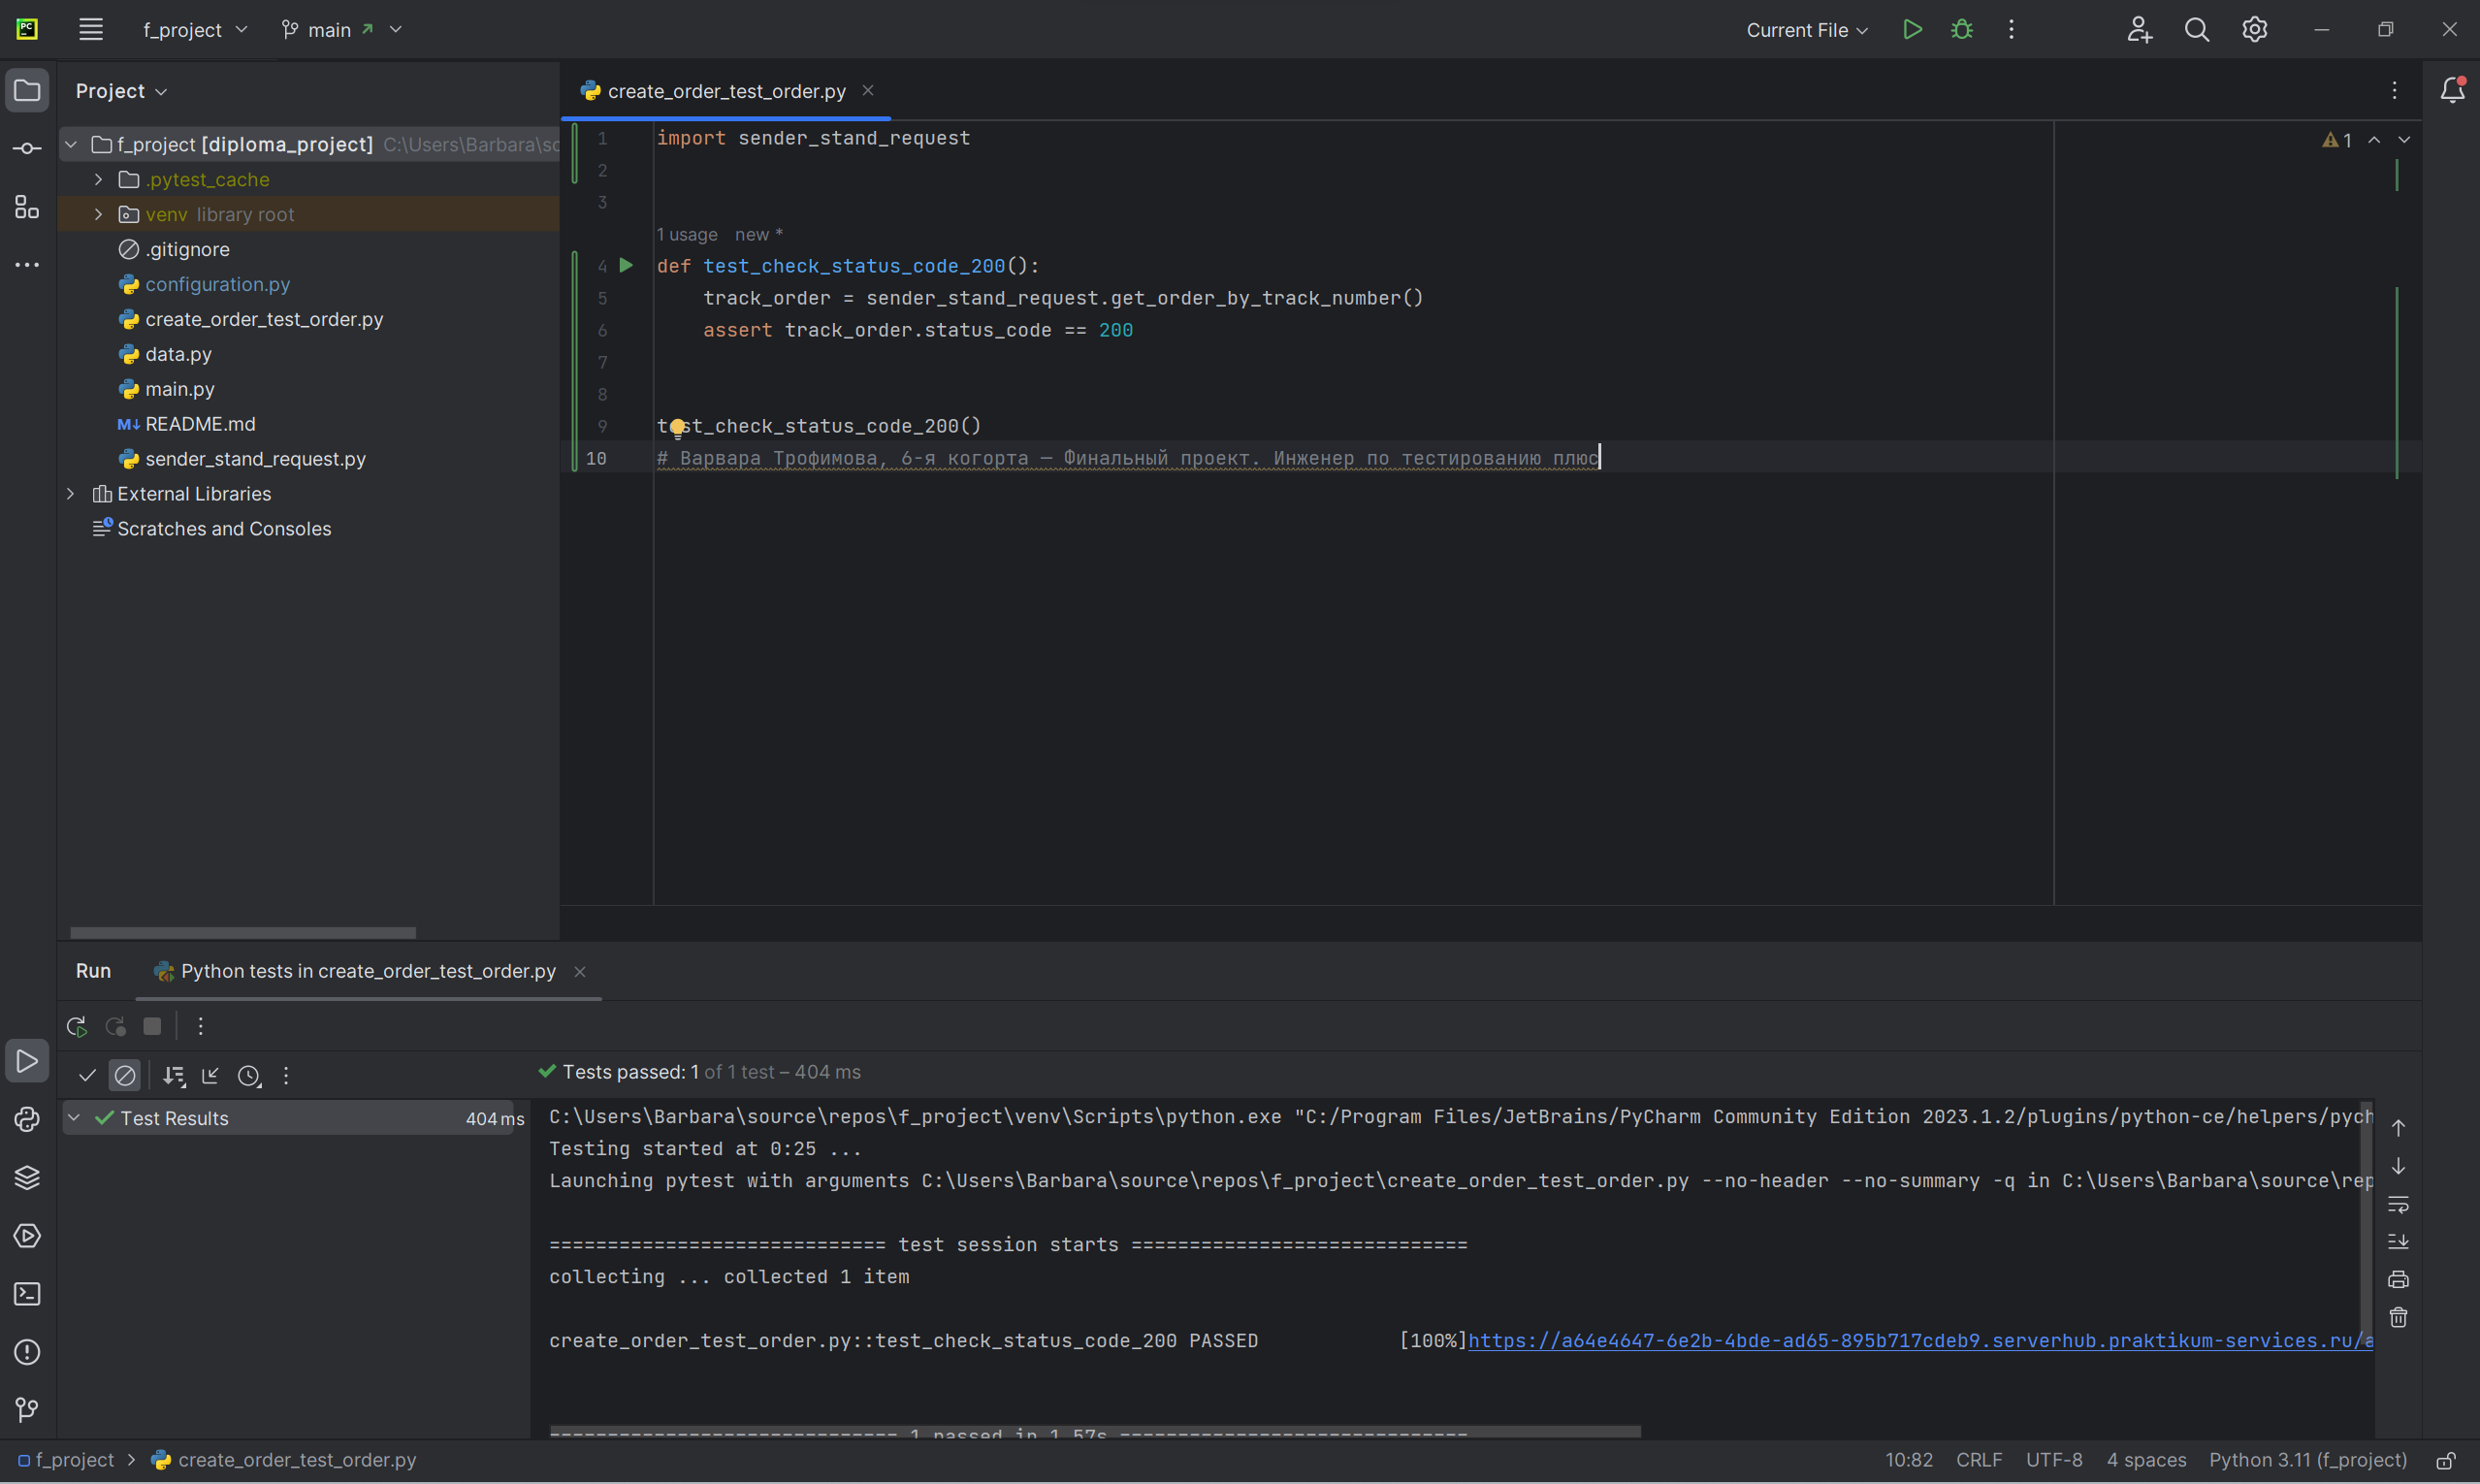 f_project
main
Current File
Project
create_order_test_order.py
f_project [diploma_project] C:\Users\Barbara\sc
.pytest_cache
venv library root
.gitignore
configuration.py
create_order_test_order.py
data.py
main.py
README.md
sender_stand_request.py
External Libraries
Scratches and Consoles
1 import sender_stand_request
2
3
1 usage new *
4 def test_check_status_code_200():
5 track_order = sender_stand_request.get_order_by_track_number()
6 assert track_order.status_code == 200
7
8
9 test_check_status_code_200()
10 # Варвара Трофимова, 6-я когорта — Финальный проект. Инженер по тестированию плюс
1
Run
Python tests in create_order_test_order.py
Tests passed: 1 of 1 test – 404 ms
Test Results 404 ms
C:\Users\Barbara\source\repos\f_project\venv\Scripts\python.exe "C:/Program Files/JetBrains/PyCharm Community Edition 2023.1.2/plugins/python-ce/helpers/pych
Testing started at 0:25 ...
Launching pytest with arguments C:\Users\Barbara\source\repos\f_project\create_order_test_order.py --no-header --no-summary -q in C:\Users\Barbara\source\rep
============================= test session starts =============================
collecting ... collected 1 item
create_order_test_order.py::test_check_status_code_200 PASSED [100%]https://a64e4647-6e2b-4bde-ad65-895b717cdeb9.serverhub.praktikum-services.ru/a
============================== 1 passed in 1.57s ==============================
f_project > create_order_test_order.py
10:82 CRLF UTF-8 4 spaces Python 3.11 (f_project)